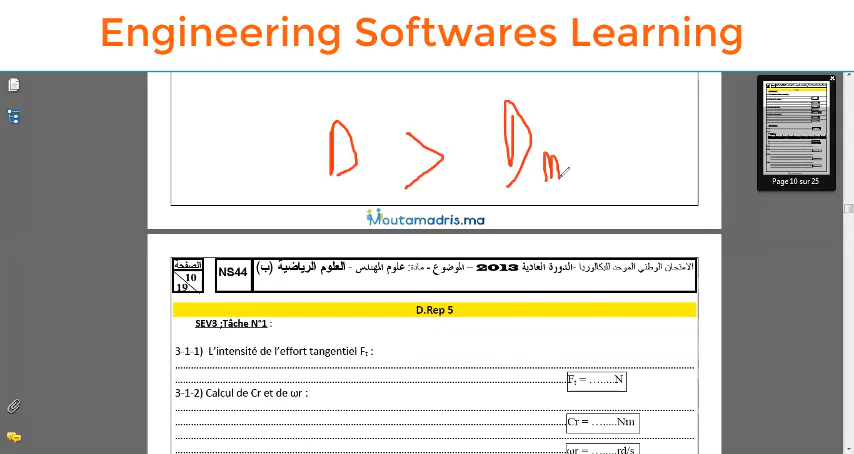 Engineering Softwares Learning
D > Dm
Moutamadris.ma
Page 10 sur 25
الصفحة
10
19
NS44
الامتحان الوطني الموحد للبكالوريا -الدورة العادية 2013 – الموضوع - مادة: علوم المهندس - العلوم الرياضية (ب)
D.Rep 5
SEV3 ;Tâche N°1 :
3-1-1) L'intensité de l'effort tangentiel Ft :
Ft = ….....N
3-1-2) Calcul de Cr et de ωr :
Cr = ….....Nm
ωr = ….....rd/s